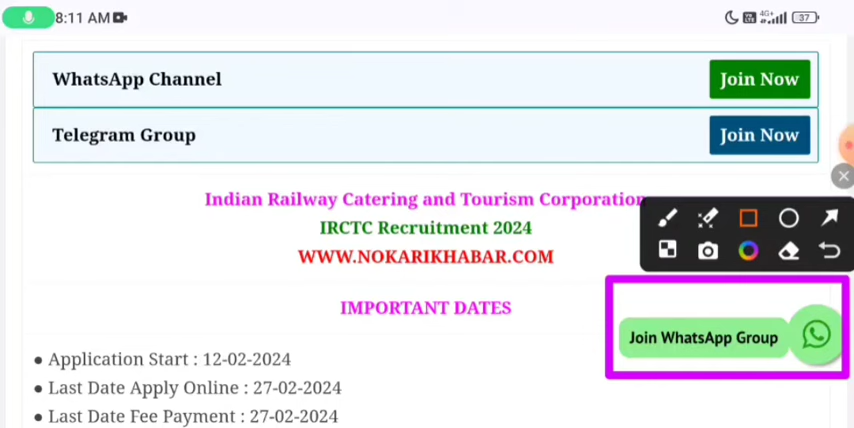 8:11 AM
4G+
37
WhatsApp Channel
Join Now
Telegram Group
Join Now
Indian Railway Catering and Tourism Corporation
IRCTC Recruitment 2024
WWW.NOKARIKHABAR.COM
IMPORTANT DATES
Join WhatsApp Group
● Application Start : 12-02-2024
● Last Date Apply Online : 27-02-2024
● Last Date Fee Payment : 27-02-2024